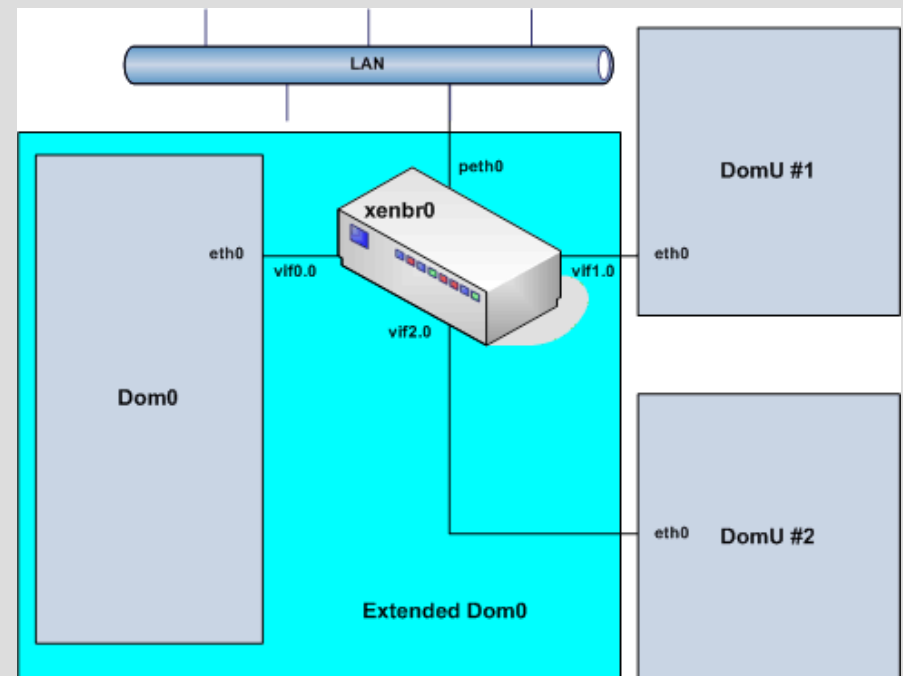 LAN
peth0
DomU #1
xenbr0
eth0
vif0.0
vif1.0
eth0
vif2.0
Dom0
eth0
DomU #2
Extended Dom0